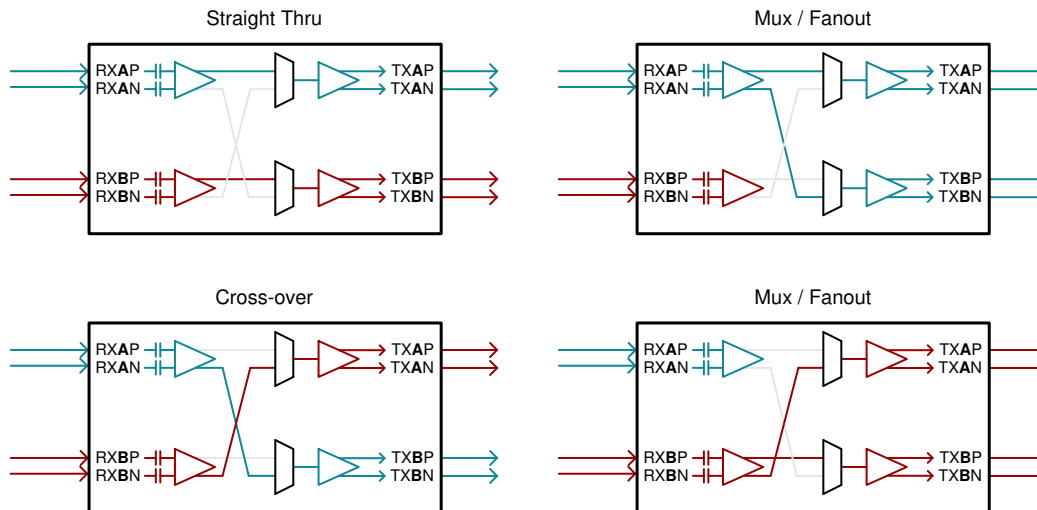 Straight Thru
RXAP TXAP
RXAN TXAN
RXBP TXBP
RXBN TXBN
Mux / Fanout
RXAP TXAP
RXAN TXAN
RXBP TXBP
RXBN TXBN
Cross-over
RXAP TXAP
RXAN TXAN
RXBP TXBP
RXBN TXBN
Mux / Fanout
RXAP TXAP
RXAN TXAN
RXBP TXBP
RXBN TXBN